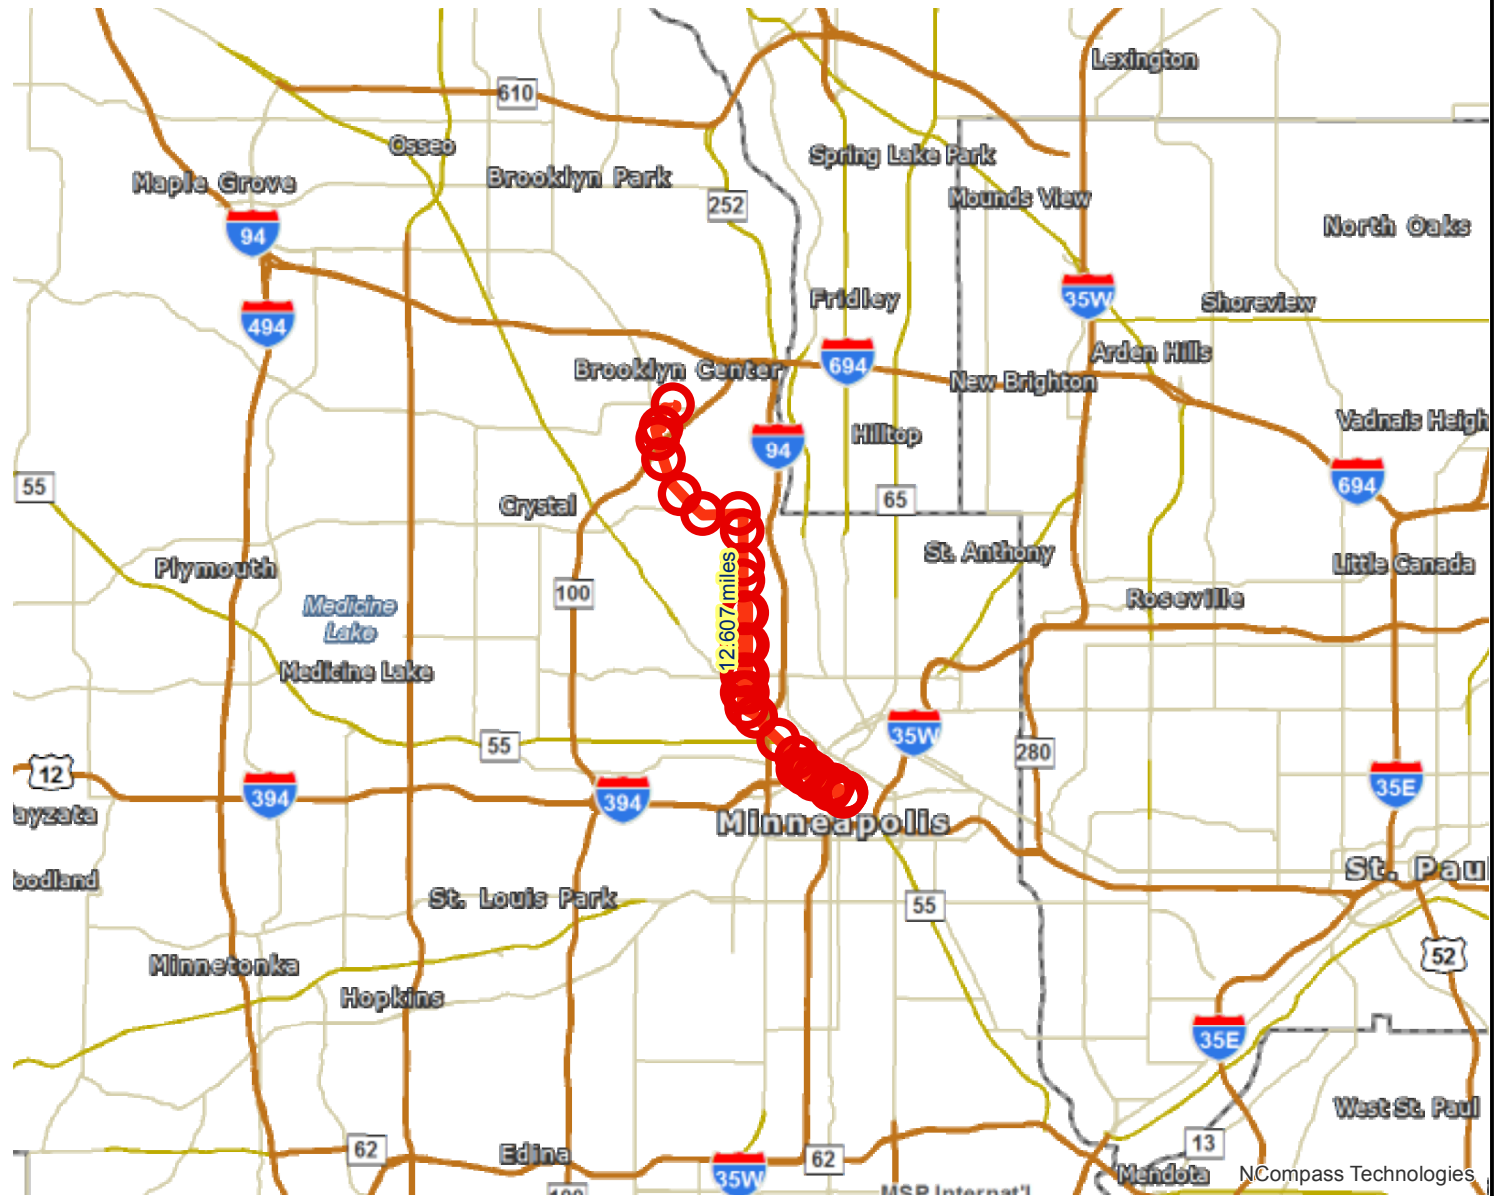 Lexington
610
Osseo
Spring Lake Park
Maple Grove
Brooklyn Park
252
Mounds View
North Oaks
94
Fridley
35W
Shoreview
494
Arden Hills
Brooklyn Center
694
New Brighton
Vadnais Heigh
94
Hilltop
55
694
Crystal
65
St. Anthony
Plymouth
Little Canada
100
Medicine
Lake
12.607 miles
Roseville
Medicine Lake
35W
55
280
12
394
394
35E
ayzata
Minneapolis
oodland
St. Paul
St. Louis Park
55
52
Minnetonka
Hopkins
35E
West St. Paul
62
Edina
62
13
35W
Mendota
NCompass Technologies
100
MSP Internat'l